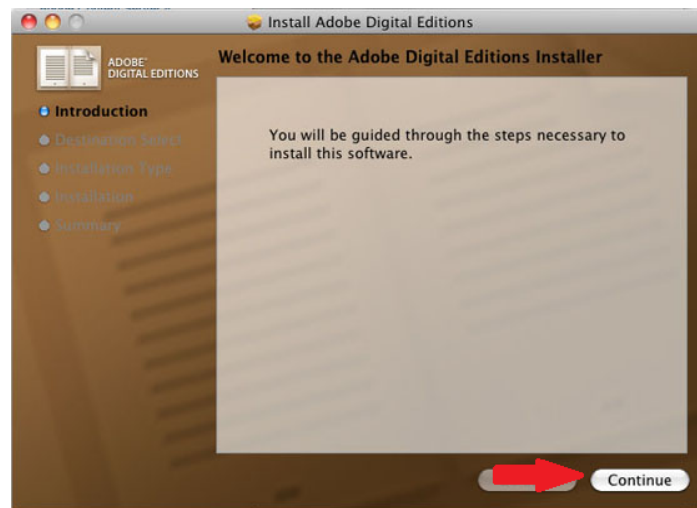 Install Adobe Digital Editions
ADOBE®
DIGITAL EDITIONS
Welcome to the Adobe Digital Editions Installer
Introduction
Destination Select
Installation Type
Installation
Summary
You will be guided through the steps necessary to
install this software.
Continue